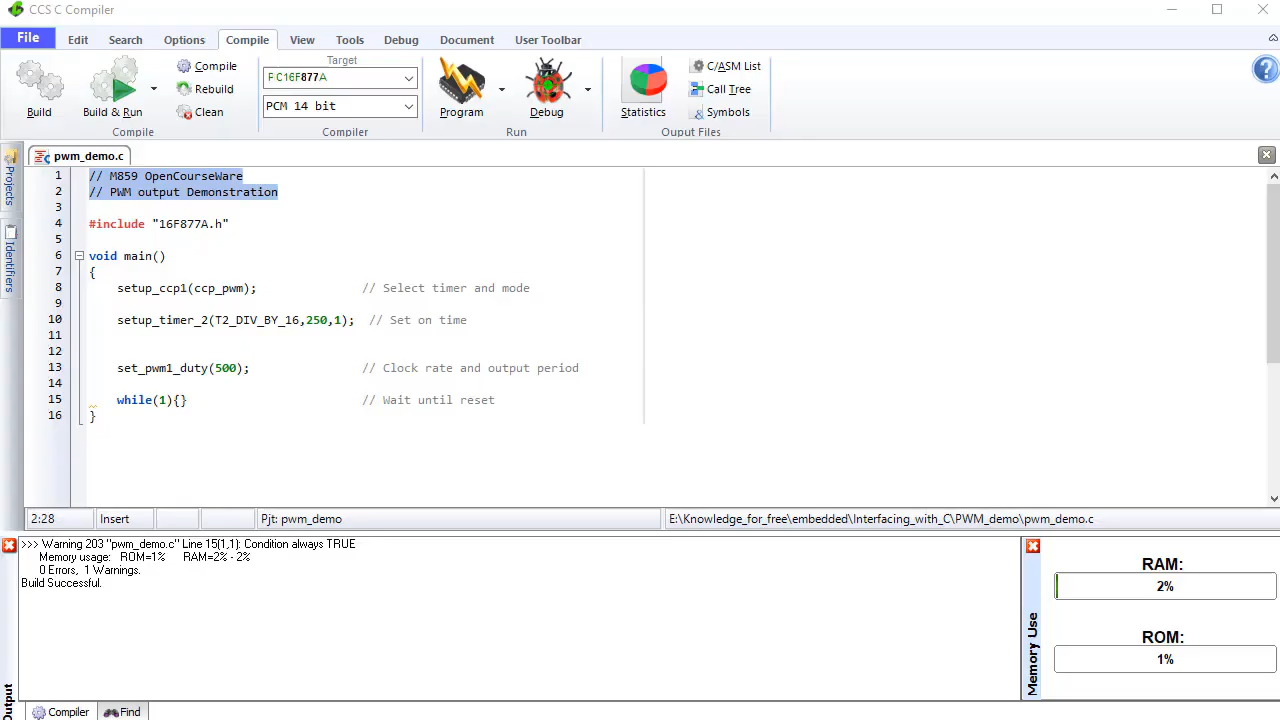 CCS C Compiler
File Edit Search Options Compile View Tools Debug Document User Toolbar
Build
Build & Run
Compile
Rebuild
Clean
Compile
Target
PIC16F877A
PCM 14 bit
Compiler
Program
Debug
Run
Statistics
C/ASM List
Call Tree
Symbols
Ouput Files
pwm_demo.c
Projects
Identifiers
1 // M859 OpenCourseWare
2 // PWM output Demonstration
3
4 #include "16F877A.h"
5
6 void main()
7 {
8 setup_ccp1(ccp_pwm); // Select timer and mode
9
10 setup_timer_2(T2_DIV_BY_16,250,1); // Set on time
11
12
13 set_pwm1_duty(500); // Clock rate and output period
14
15 while(1){} // Wait until reset
16 }
2:28 Insert Pjt: pwm_demo E:\Knowledge_for_free\embedded\Interfacing_with_C\PWM_demo\pwm_demo.c
>>> Warning 203 "pwm_demo.c" Line 15(1,1): Condition always TRUE
Memory usage: ROM=1% RAM=2% - 2%
0 Errors, 1 Warnings.
Build Successful.
Output
Compiler Find
Memory Use
RAM:
2%
ROM:
1%